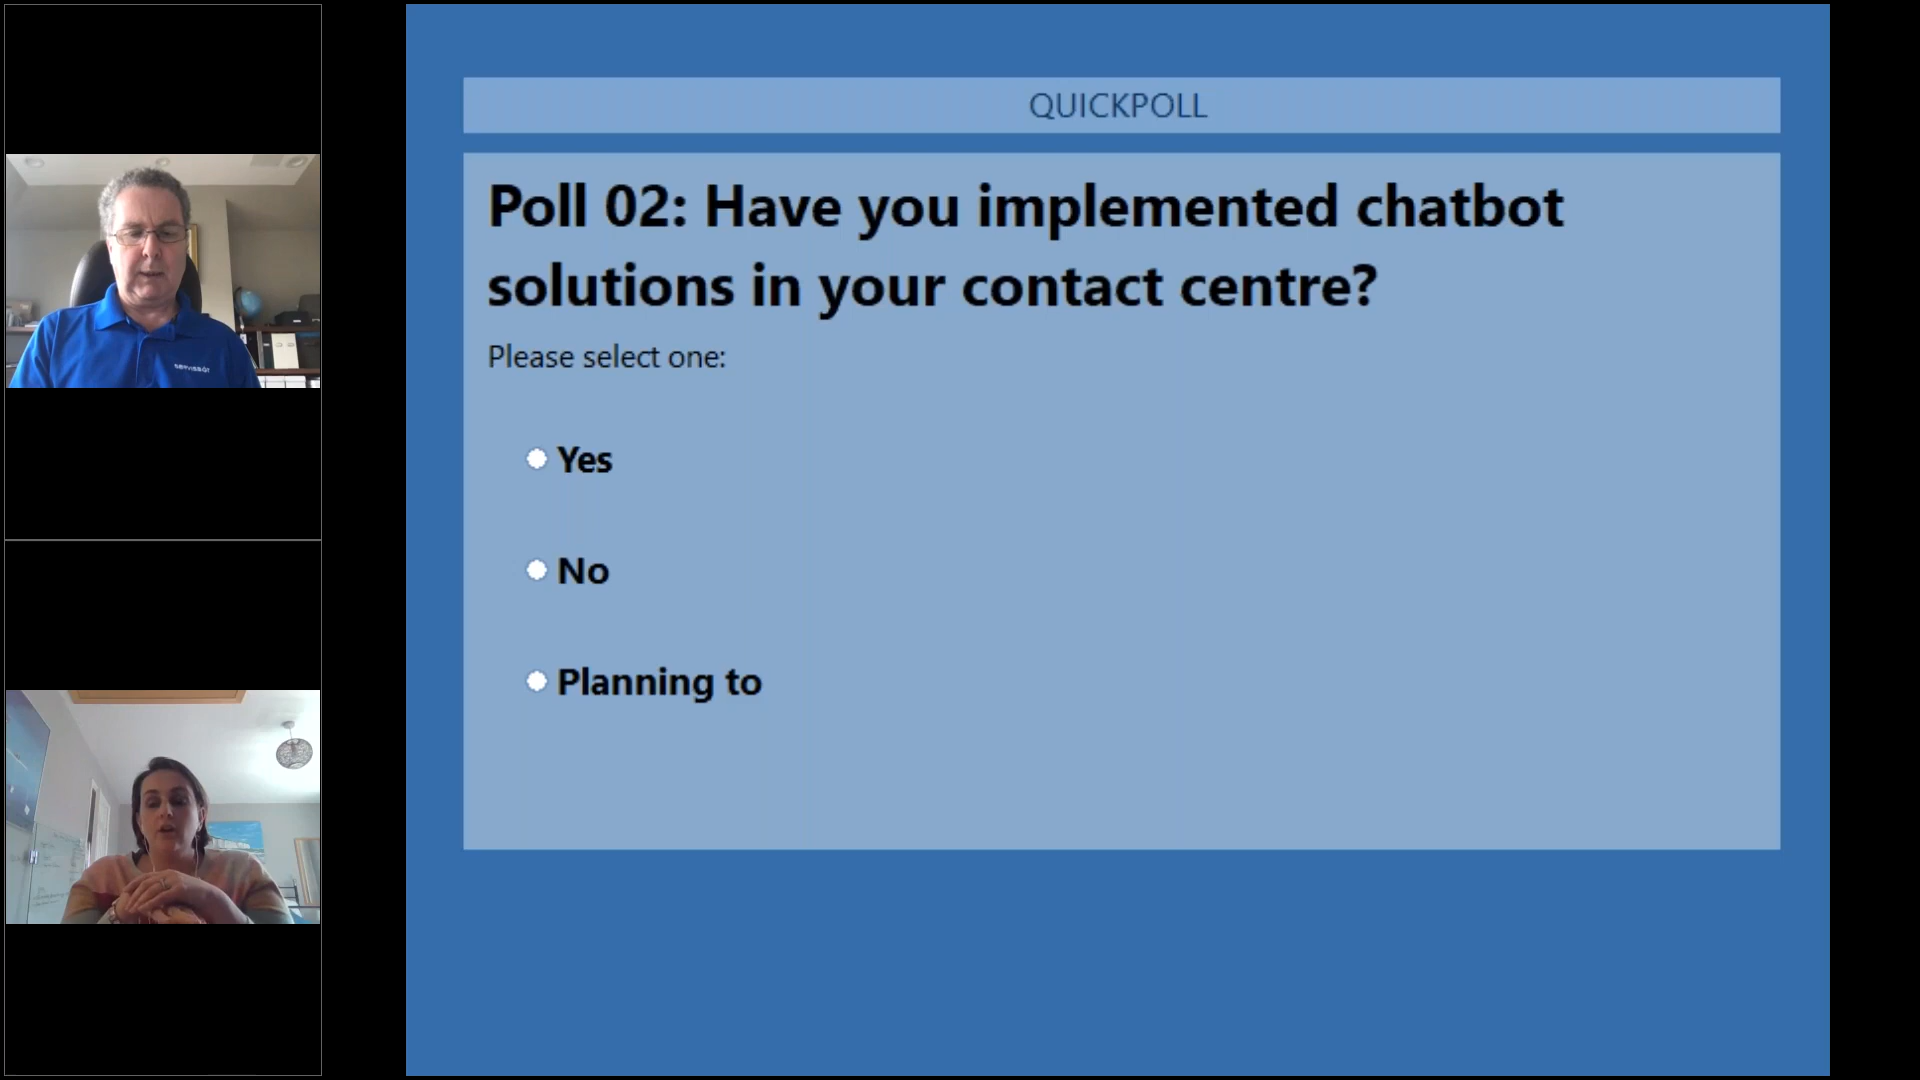 QUICKPOLL
Poll 02: Have you implemented chatbot
solutions in your contact centre?
Please select one:
Yes
No
Planning to
SERVISBOT